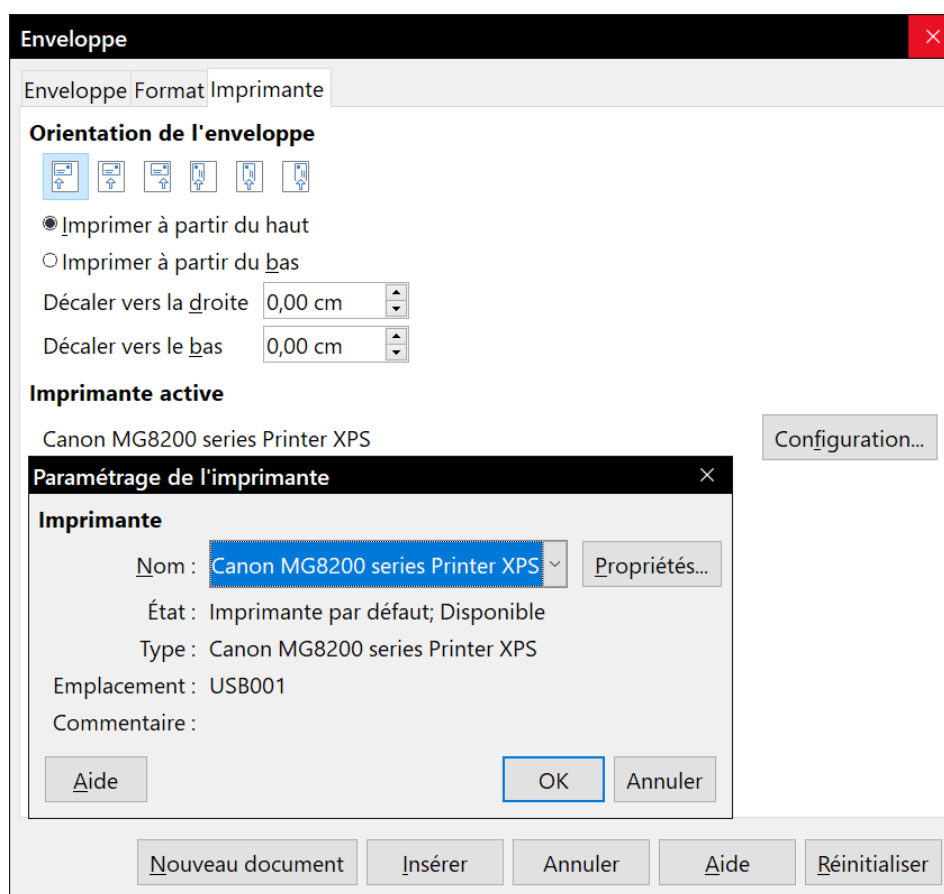 Enveloppe
Enveloppe Format Imprimante
Orientation de l'enveloppe
Imprimer à partir du haut
Imprimer à partir du bas
Décaler vers la droite 0,00 cm
Décaler vers le bas 0,00 cm
Imprimante active
Canon MG8200 series Printer XPS Configuration...
Paramétrage de l'imprimante
Imprimante
Nom : Canon MG8200 series Printer XPS Propriétés...
État : Imprimante par défaut; Disponible
Type : Canon MG8200 series Printer XPS
Emplacement : USB001
Commentaire :
Aide OK Annuler
Nouveau document Insérer Annuler Aide Réinitialiser